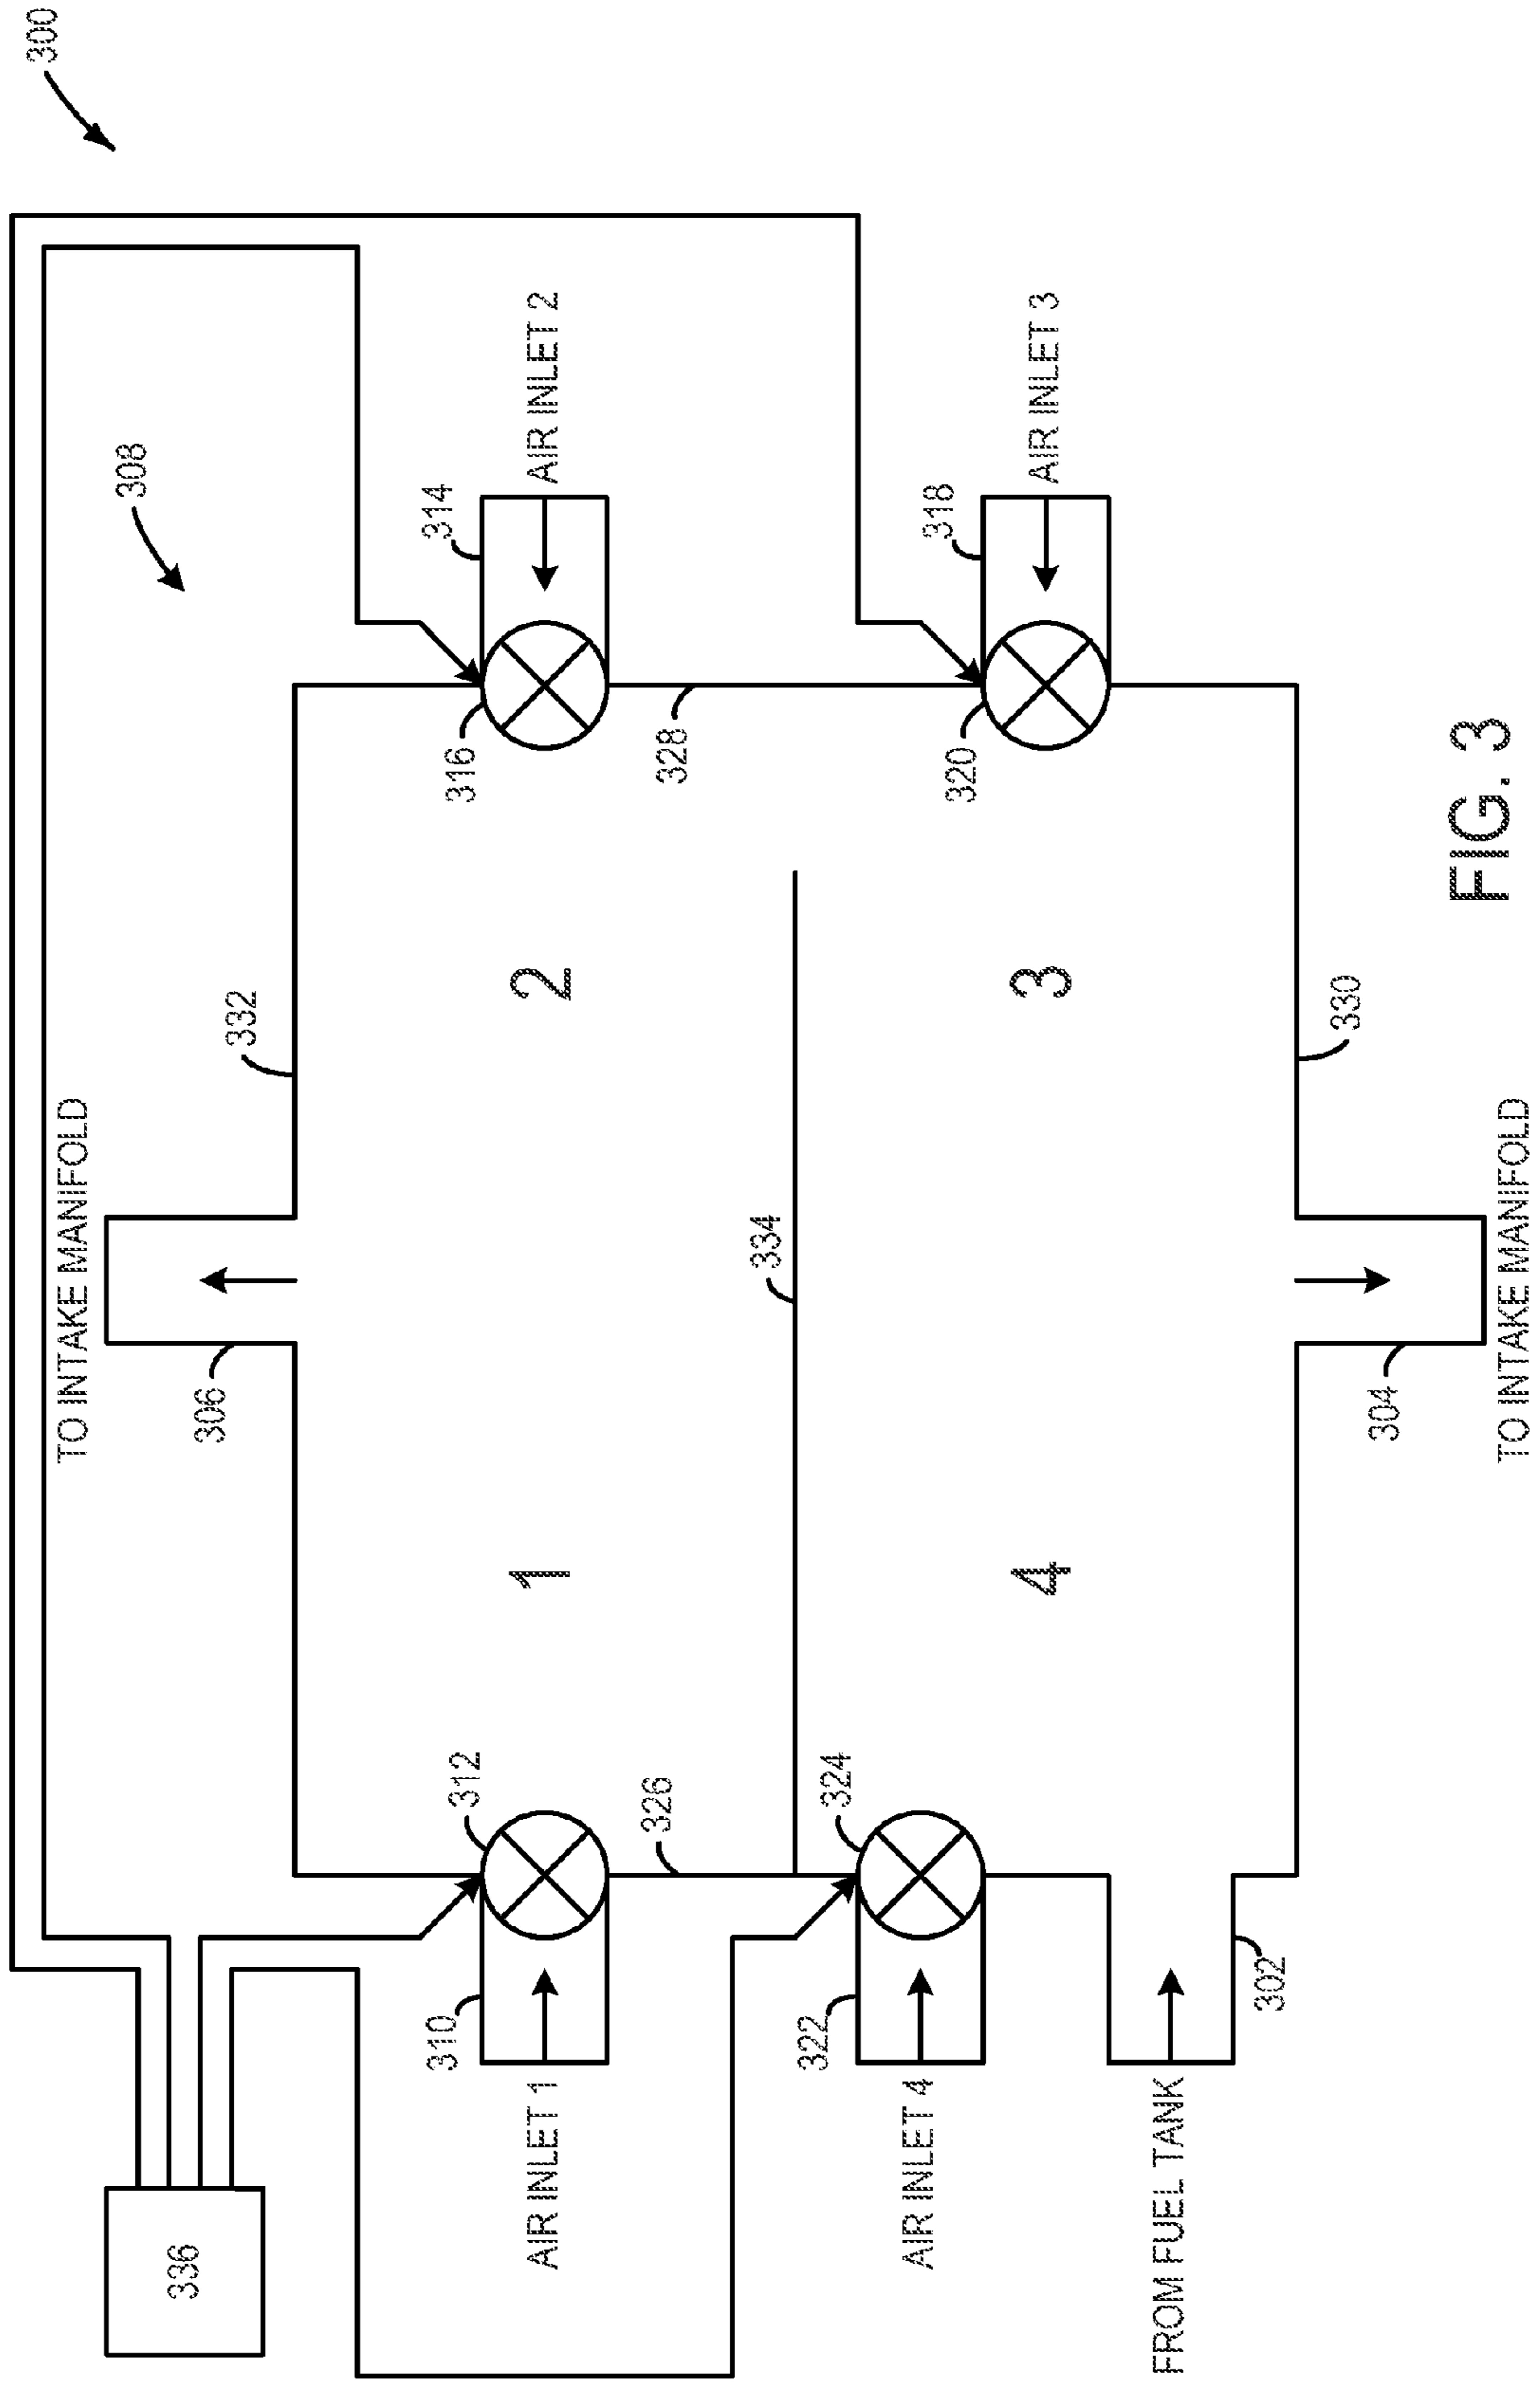 300
308
TO INTAKE MANIFOLD
306
332
336
310
312
AIR INLET 1
1
2
316
314
AIR INLET 2
326
328
334
322
324
AIR INLET 4
4
3
320
318
AIR INLET 3
FROM FUEL TANK
302
304
330
TO INTAKE MANIFOLD
FIG. 3